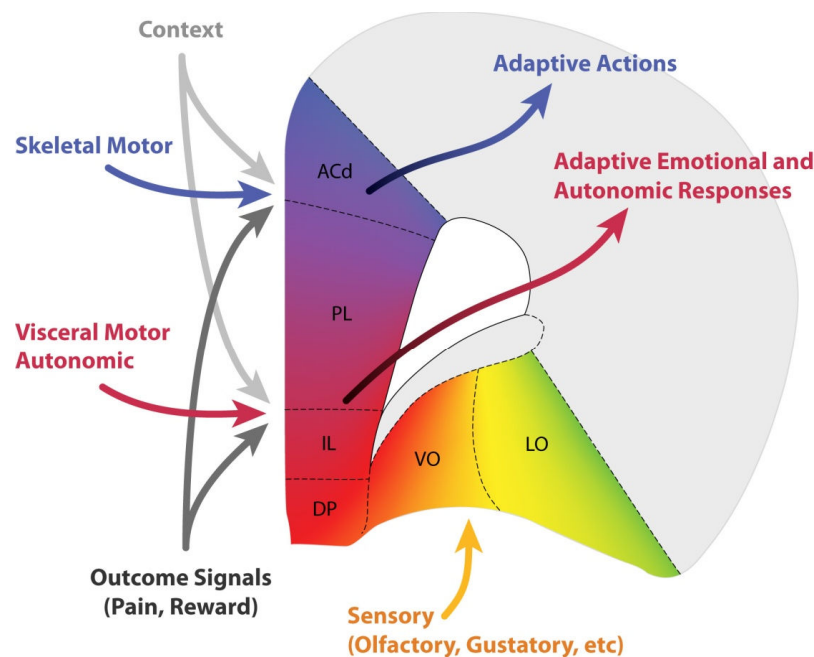 Context
Adaptive Actions
Skeletal Motor
Adaptive Emotional and
Autonomic Responses
ACd
PL
Visceral Motor
Autonomic
IL
VO
LO
DP
Outcome Signals
(Pain, Reward)
Sensory
(Olfactory, Gustatory, etc)